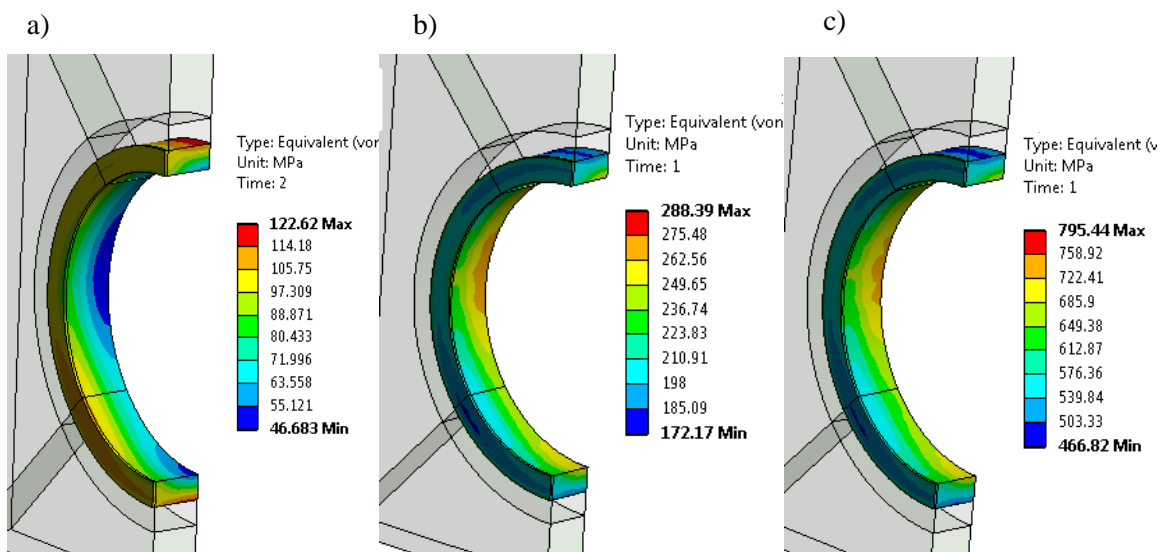 a)
b)
c)
Type: Equivalent (vor
Unit: MPa
Time: 2
122.62 Max
114.18
105.75
97.309
88.871
80.433
71.996
63.558
55.121
46.683 Min
Type: Equivalent (von
Unit: MPa
Time: 1
288.39 Max
275.48
262.56
249.65
236.74
223.83
210.91
198
185.09
172.17 Min
Type: Equivalent (v
Unit: MPa
Time: 1
795.44 Max
758.92
722.41
685.9
649.38
612.87
576.36
539.84
503.33
466.82 Min